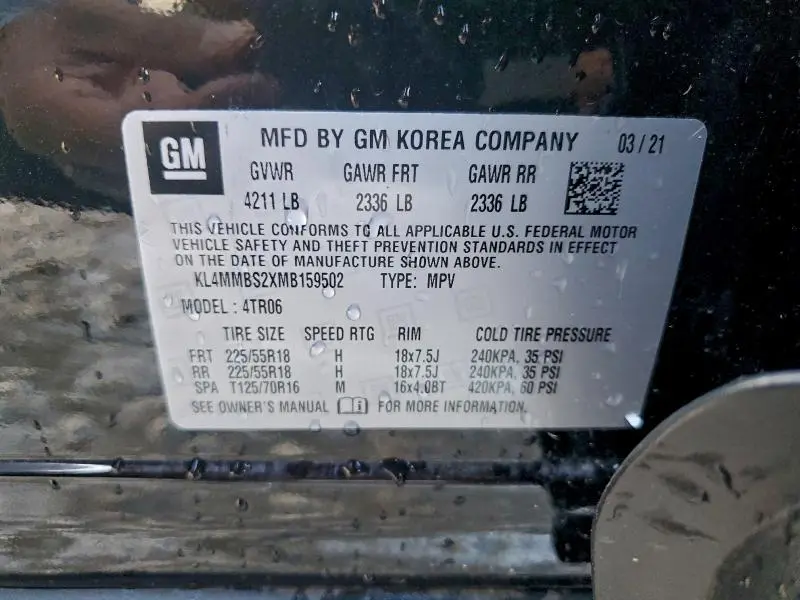 GM MFD BY GM KOREA COMPANY 03 / 21
GVWR GAWR FRT GAWR RR
4211 LB 2336 LB 2336 LB
THIS VEHICLE CONFORMS TO ALL APPLICABLE U.S. FEDERAL MOTOR
VEHICLE SAFETY AND THEFT PREVENTION STANDARDS IN EFFECT
ON THE DATE OF MANUFACTURE SHOWN ABOVE.
KL4MMBS2XMB159502 TYPE: MPV
MODEL : 4TR06
TIRE SIZE SPEED RTG RIM COLD TIRE PRESSURE
FRT 225/55R18 H 18x7.5J 240KPA, 35 PSI
RR 225/55R18 H 18x7.5J 240KPA, 35 PSI
SPA T125/70R16 M 16x4.0BT 420KPA, 60 PSI
SEE OWNER'S MANUAL FOR MORE INFORMATION.